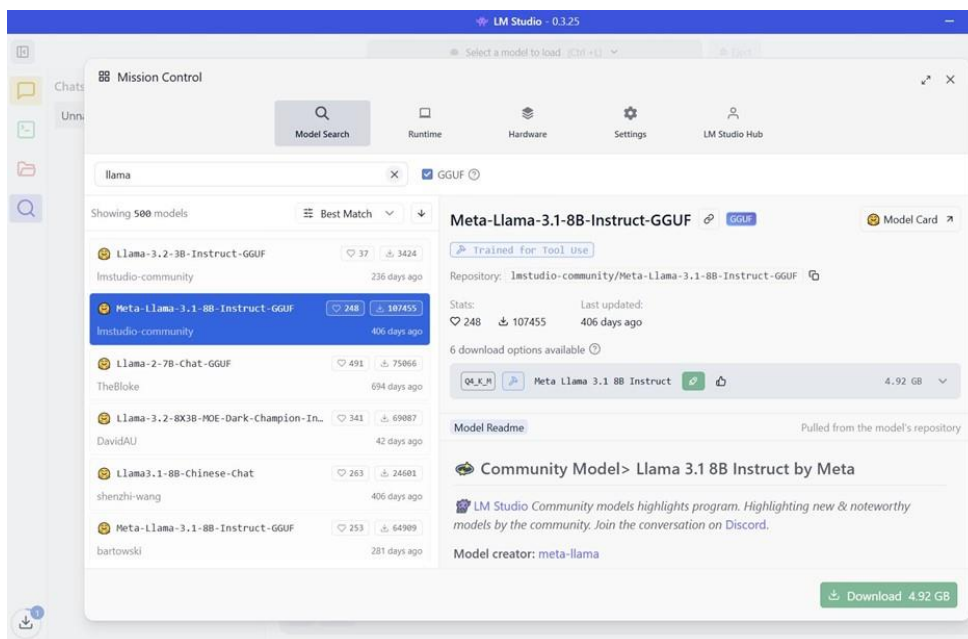 LM Studio - 0.3.25
Select a model to load (Ctrl + L)
Chats
Mission Control
Model Search
Runtime
Hardware
Settings
LM Studio Hub
llama
GGUF
Showing 500 models
Best Match
Llama-3.2-3B-Instruct-GGUF 37 3424
lmstudio-community 236 days ago
Meta-Llama-3.1-8B-Instruct-GGUF 248 107455
lmstudio-community 406 days ago
Llama-2-7B-Chat-GGUF 491 75066
TheBloke 694 days ago
Llama-3.2-8X3B-MOE-Dark-Champion-In… 341 69087
DavidAU 42 days ago
Llama3.1-8B-Chinese-Chat 263 24601
shenzhi-wang 406 days ago
Meta-Llama-3.1-8B-Instruct-GGUF 253 64909
bartowski 281 days ago
Meta-Llama-3.1-8B-Instruct-GGUF GGUF Model Card
Trained for Tool Use
Repository: lmstudio-community/Meta-Llama-3.1-8B-Instruct-GGUF
Stats: Last updated:
248 107455 406 days ago
6 download options available
Q4_K_M Meta Llama 3.1 8B Instruct 4.92 GB
Model Readme Pulled from the model's repository
Community Model> Llama 3.1 8B Instruct by Meta
LM Studio Community models highlights program. Highlighting new & noteworthy
models by the community. Join the conversation on Discord.
Model creator: meta-llama
Download 4.92 GB
1